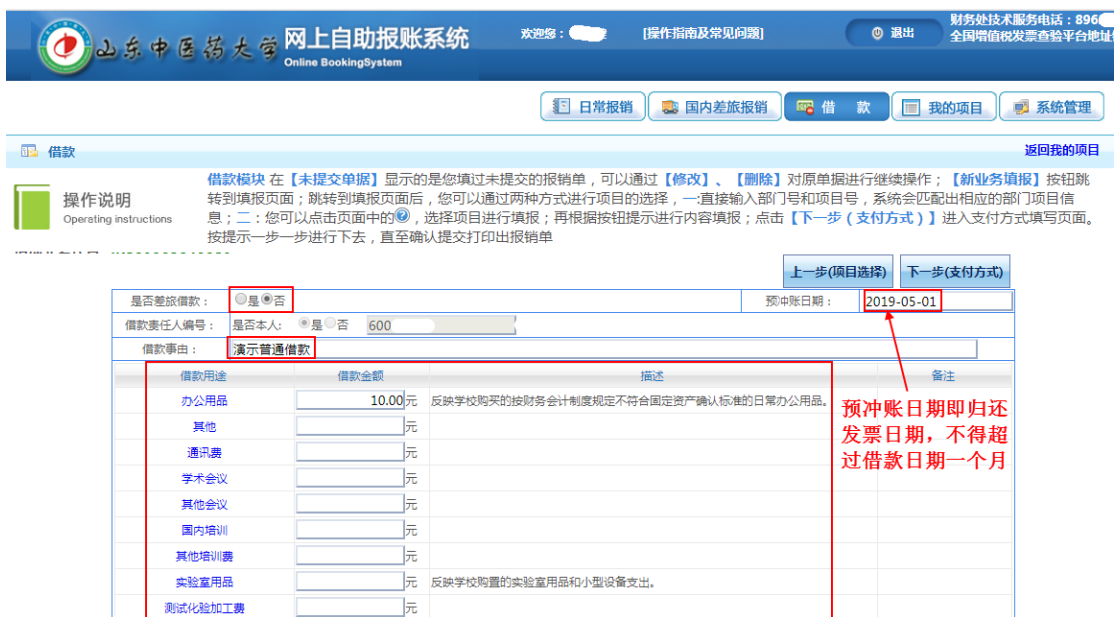 山东中医药大学 网上自助报账系统
Online BookingSystem
欢迎您：
[操作指南及常见问题]
退出
财务处技术服务电话：896
全国增值税发票查验平台地址
日常报销
国内差旅报销
借 款
我的项目
系统管理
借款
返回我的项目
操作说明
Operating instructions
借款模块 在【未提交单据】显示的是您填过未提交的报销单，可以通过【修改】、【删除】对原单据进行继续操作；【新业务填报】按钮跳
转到填报页面；跳转到填报页面后，您可以通过两种方式进行项目的选择，一:直接输入部门号和项目号，系统会匹配出相应的部门项目信
息；二：您可以点击页面中的，选择项目进行填报；再根据按钮提示进行内容填报；点击【下一步（支付方式）】进入支付方式填写页面。
按提示一步一步进行下去，直至确认提交打印出报销单
上一步(项目选择)
下一步(支付方式)
是否差旅借款： 是 否
预冲账日期： 2019-05-01
借款责任人编号： 是否本人: 是 否 600
借款事由： 演示普通借款
借款用途 借款金额 描述 备注
办公用品 10.00 元 反映学校购买的按财务会计制度规定不符合固定资产确认标准的日常办公用品。
其他 元
通讯费 元
学术会议 元
其他会议 元
国内培训 元
其他培训费 元
实验室用品 元 反映学校购置的实验室用品和小型设备支出。
测试化验加工费 元
预冲账日期即归还
发票日期，不得超
过借款日期一个月